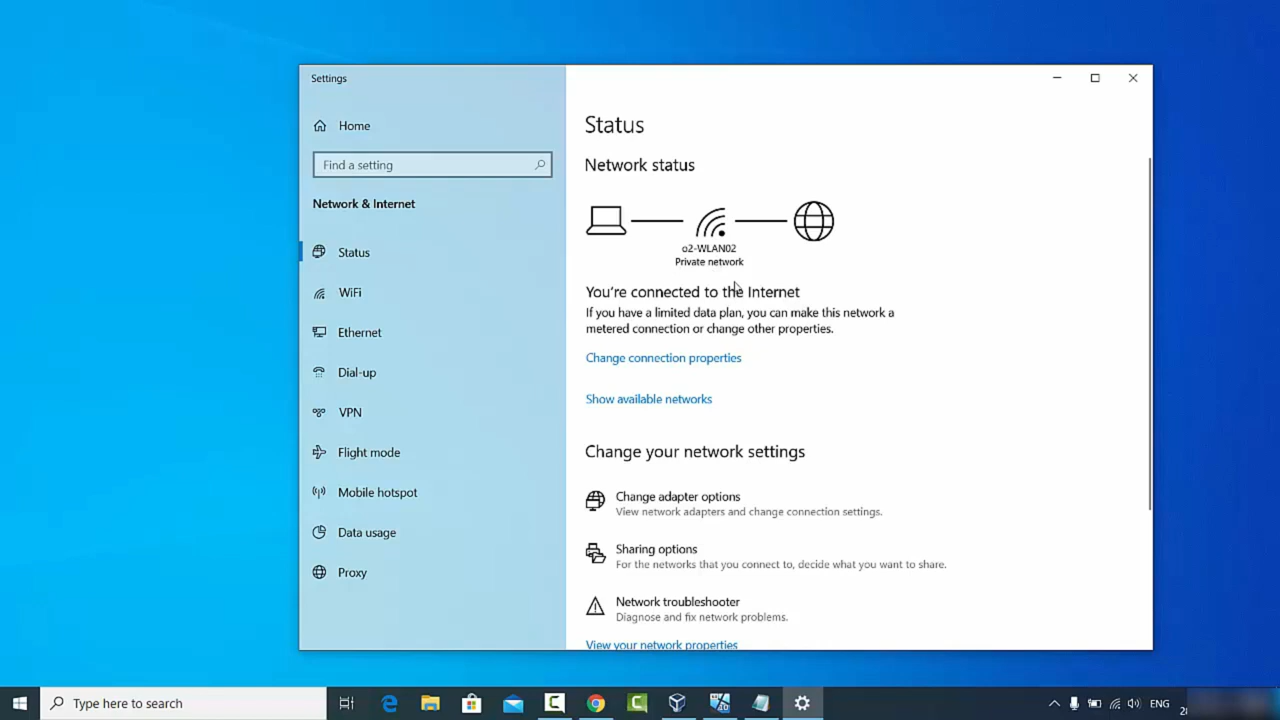 Settings
Home
Find a setting
Network & Internet
Status
WiFi
Ethernet
Dial-up
VPN
Flight mode
Mobile hotspot
Data usage
Proxy
Status
Network status
o2-WLAN02
Private network
You're connected to the Internet
If you have a limited data plan, you can make this network a
metered connection or change other properties.
Change connection properties
Show available networks
Change your network settings
Change adapter options
View network adapters and change connection settings.
Sharing options
For the networks that you connect to, decide what you want to share.
Network troubleshooter
Diagnose and fix network problems.
View your network properties
Type here to search
ENG